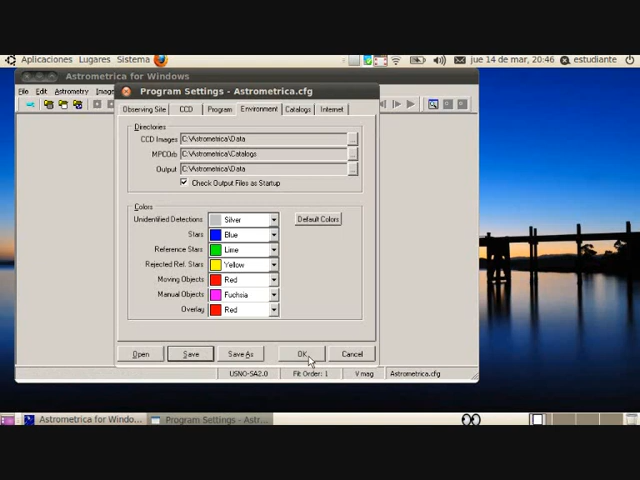 Aplicaciones Lugares Sistema jue 14 de mar, 20:46 estudiante
Astrometrica for Windows
File Edit Astrometry
Program Settings - Astrometrica.cfg
Observing Site CCD Program Environment Catalogs Internet
Directories
CCD Images C:\Astrometrica\Data ...
MPCOrb C:\Astrometrica\Catalogs ...
Output C:\Astrometrica\Data ...
Check Output Files as Startup
Colors
Unidentified Detections Silver Default Colors
Stars Blue
Reference Stars Lime
Rejected Ref. Stars Yellow
Moving Objects Red
Manual Objects Fuchsia
Overlay Red
Open Save Save As OK Cancel
USNO-SA2.0 Fit Order: 1 V mag Astrometrica.cfg
Astrometrica for Windo... Program Settings - Astr...